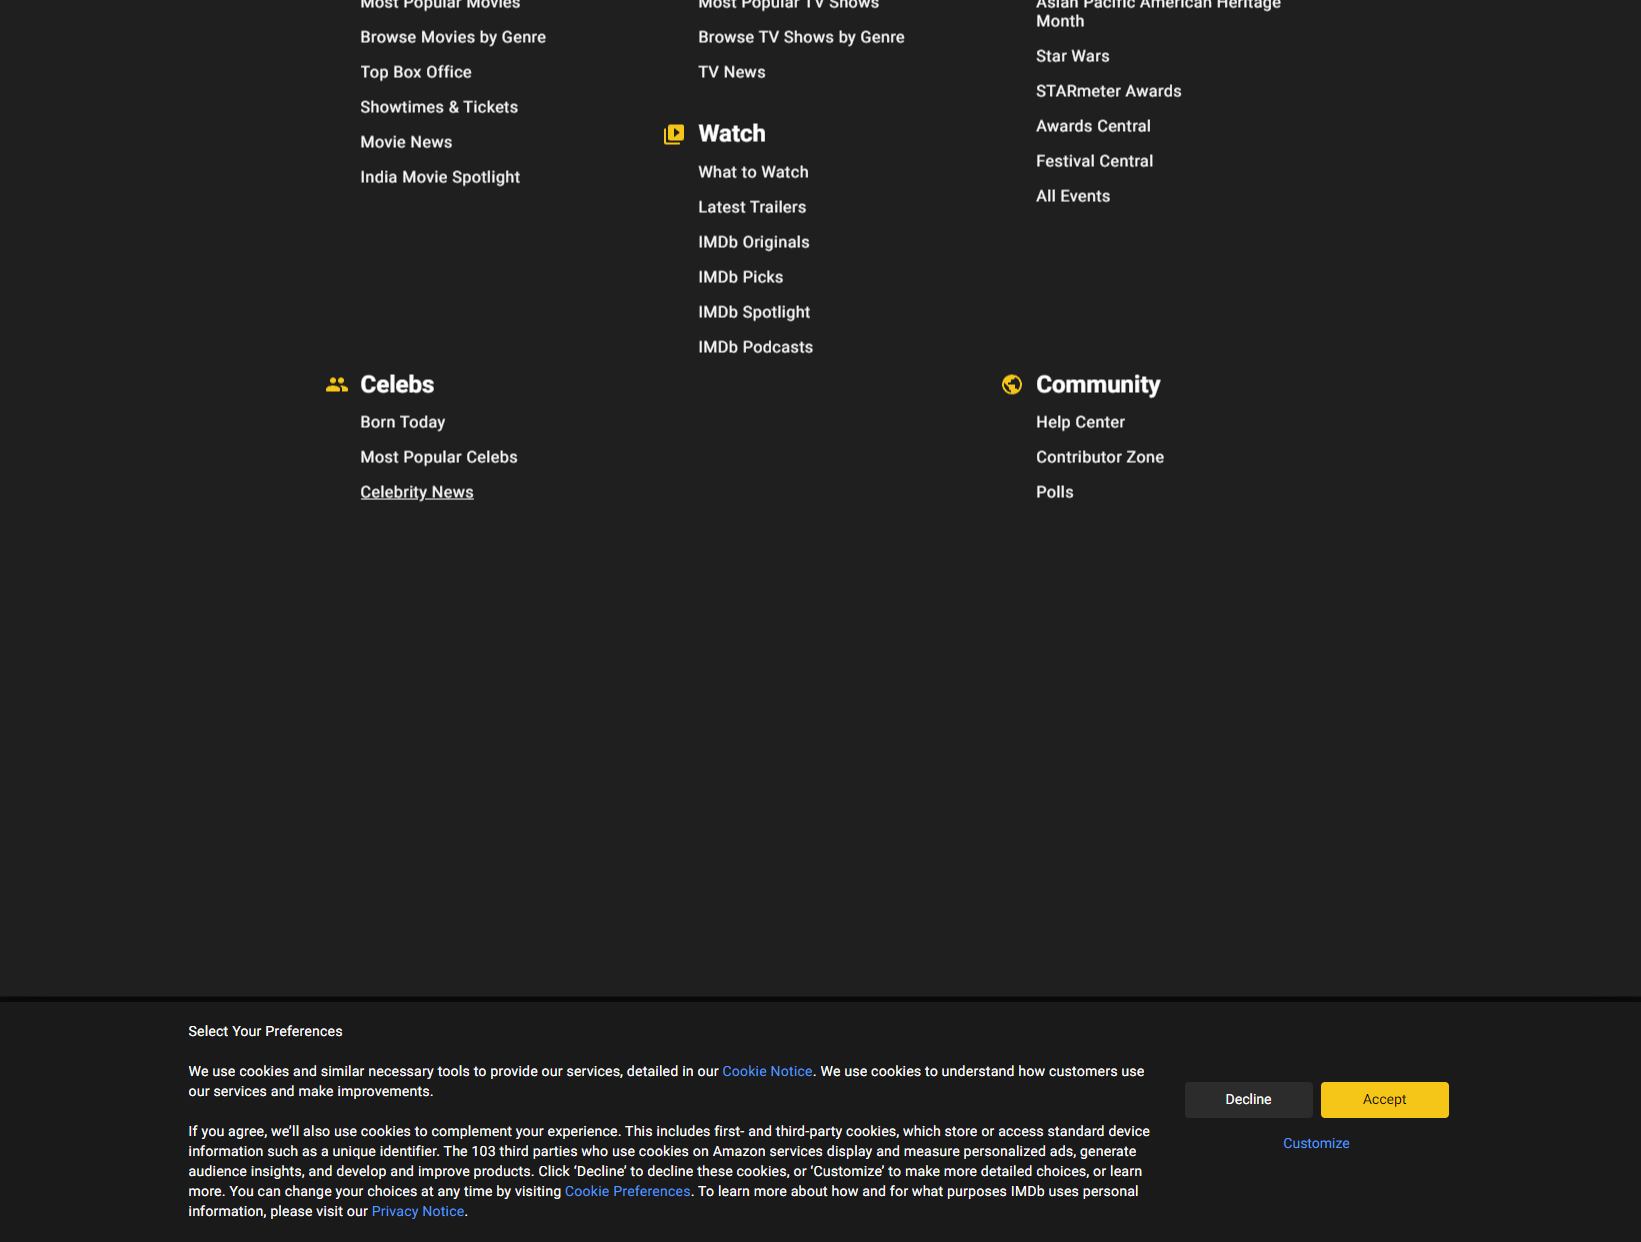 Most Popular Movies
Browse Movies by Genre
Top Box Office
Showtimes & Tickets
Movie News
India Movie Spotlight
Most Popular TV Shows
Browse TV Shows by Genre
TV News
Watch
What to Watch
Latest Trailers
IMDb Originals
IMDb Picks
IMDb Spotlight
IMDb Podcasts
Asian Pacific American Heritage
Month
Star Wars
STARmeter Awards
Awards Central
Festival Central
All Events
Celebs
Born Today
Most Popular Celebs
Celebrity News
Community
Help Center
Contributor Zone
Polls
Select Your Preferences
We use cookies and similar necessary tools to provide our services, detailed in our Cookie Notice. We use cookies to understand how customers use
our services and make improvements.
If you agree, we’ll also use cookies to complement your experience. This includes first- and third-party cookies, which store or access standard device
information such as a unique identifier. The 103 third parties who use cookies on Amazon services display and measure personalized ads, generate
audience insights, and develop and improve products. Click ‘Decline’ to decline these cookies, or ‘Customize’ to make more detailed choices, or learn
more. You can change your choices at any time by visiting Cookie Preferences. To learn more about how and for what purposes IMDb uses personal
information, please visit our Privacy Notice.
Decline
Accept
Customize